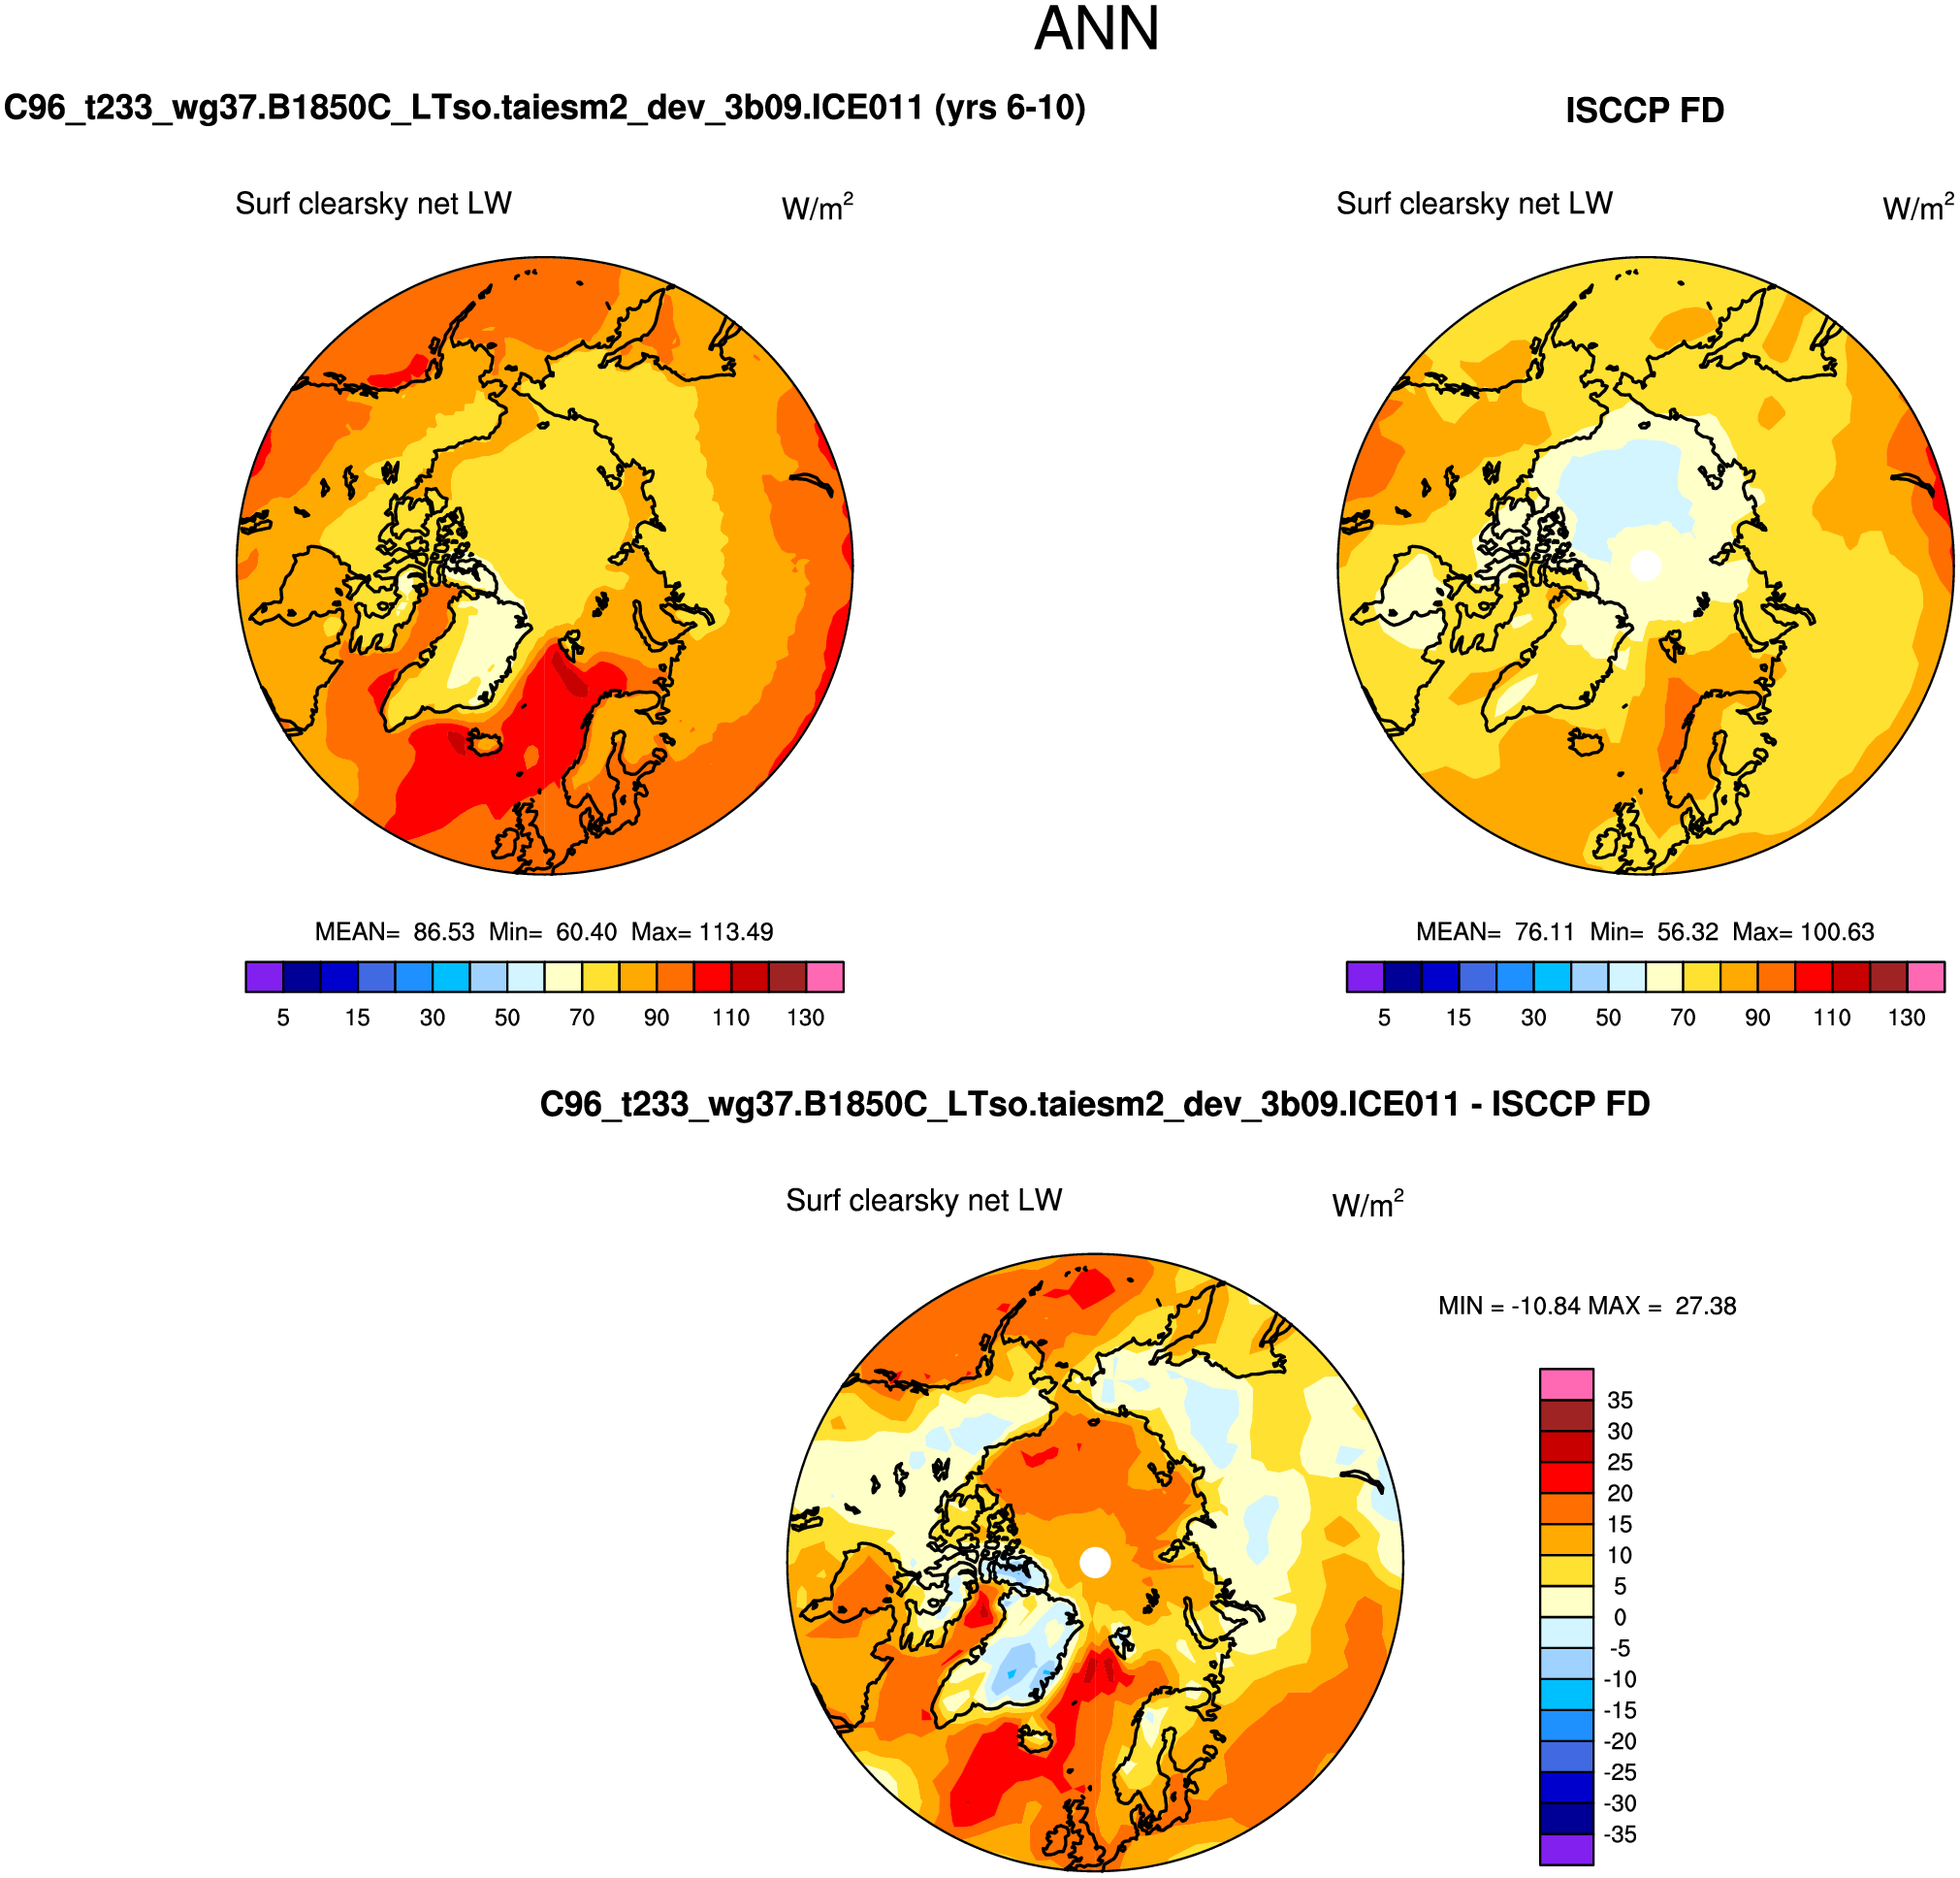 ANN
C96_t233_wg37.B1850C_LTso.taiesm2_dev_3b09.ICE011 (yrs 6-10)
ISCCP FD
Surf clearsky net LW W/m²
Surf clearsky net LW W/m²
MEAN= 86.53 Min= 60.40 Max= 113.49
MEAN= 76.11 Min= 56.32 Max= 100.63
5 15 30 50 70 90 110 130
5 15 30 50 70 90 110 130
C96_t233_wg37.B1850C_LTso.taiesm2_dev_3b09.ICE011 - ISCCP FD
Surf clearsky net LW W/m²
MIN = -10.84 MAX = 27.38
35
30
25
20
15
10
5
0
-5
-10
-15
-20
-25
-30
-35